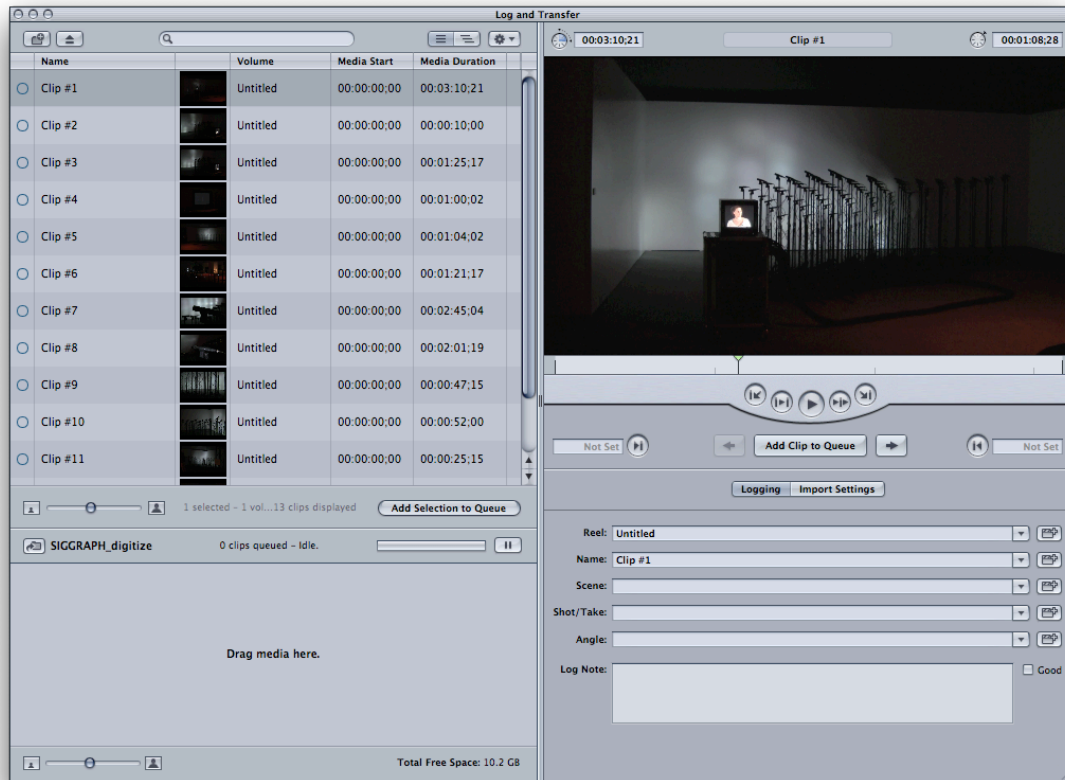 Log and Transfer
00:03:10;21
Clip #1
00:01:08;28
Name Volume Media Start Media Duration
Clip #1 Untitled 00:00:00;00 00:03:10;21
Clip #2 Untitled 00:00:00;00 00:00:10;00
Clip #3 Untitled 00:00:00;00 00:01:25;17
Clip #4 Untitled 00:00:00;00 00:01:00;02
Clip #5 Untitled 00:00:00;00 00:01:04;02
Clip #6 Untitled 00:00:00;00 00:01:21;17
Clip #7 Untitled 00:00:00;00 00:02:45;04
Clip #8 Untitled 00:00:00;00 00:02:01;19
Clip #9 Untitled 00:00:00;00 00:00:47;15
Clip #10 Untitled 00:00:00;00 00:00:52;00
Clip #11 Untitled 00:00:00;00 00:00:25;15
1 selected - 1 vol...13 clips displayed
Add Selection to Queue
SIGGRAPH_digitize
0 clips queued - Idle.
Drag media here.
Total Free Space: 10.2 GB
Not Set
Add Clip to Queue
Not Set
Logging Import Settings
Reel: Untitled
Name: Clip #1
Scene:
Shot/Take:
Angle:
Log Note:
Good